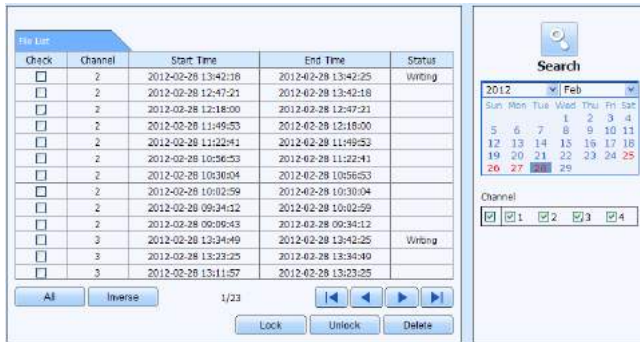 File List
Check Channel Start Time End Time Status
2 2012-02-28 13:42:18 2012-02-28 13:42:25 Writing
2 2012-02-28 12:47:21 2012-02-28 13:42:18
2 2012-02-28 12:18:00 2012-02-28 12:47:21
2 2012-02-28 11:49:53 2012-02-28 12:18:00
2 2012-02-28 11:22:41 2012-02-28 11:49:53
2 2012-02-28 10:56:53 2012-02-28 11:22:41
2 2012-02-28 10:30:04 2012-02-28 10:56:53
2 2012-02-28 10:02:59 2012-02-28 10:30:04
2 2012-02-28 09:34:12 2012-02-28 10:02:59
2 2012-02-28 09:09:43 2012-02-28 09:34:12
3 2012-02-28 13:34:49 2012-02-28 13:42:25 Writing
3 2012-02-28 13:23:25 2012-02-28 13:34:49
3 2012-02-28 13:11:57 2012-02-28 13:23:25
All Inverse 1/23
Lock Unlock Delete
Search
2012 Feb
Sun Mon Tue Wed Thu Fri Sat
1 2 3 4
5 6 7 8 9 10 11
12 13 14 15 16 17 18
19 20 21 22 23 24 25
26 27 28 29
Channel
1 2 3 4